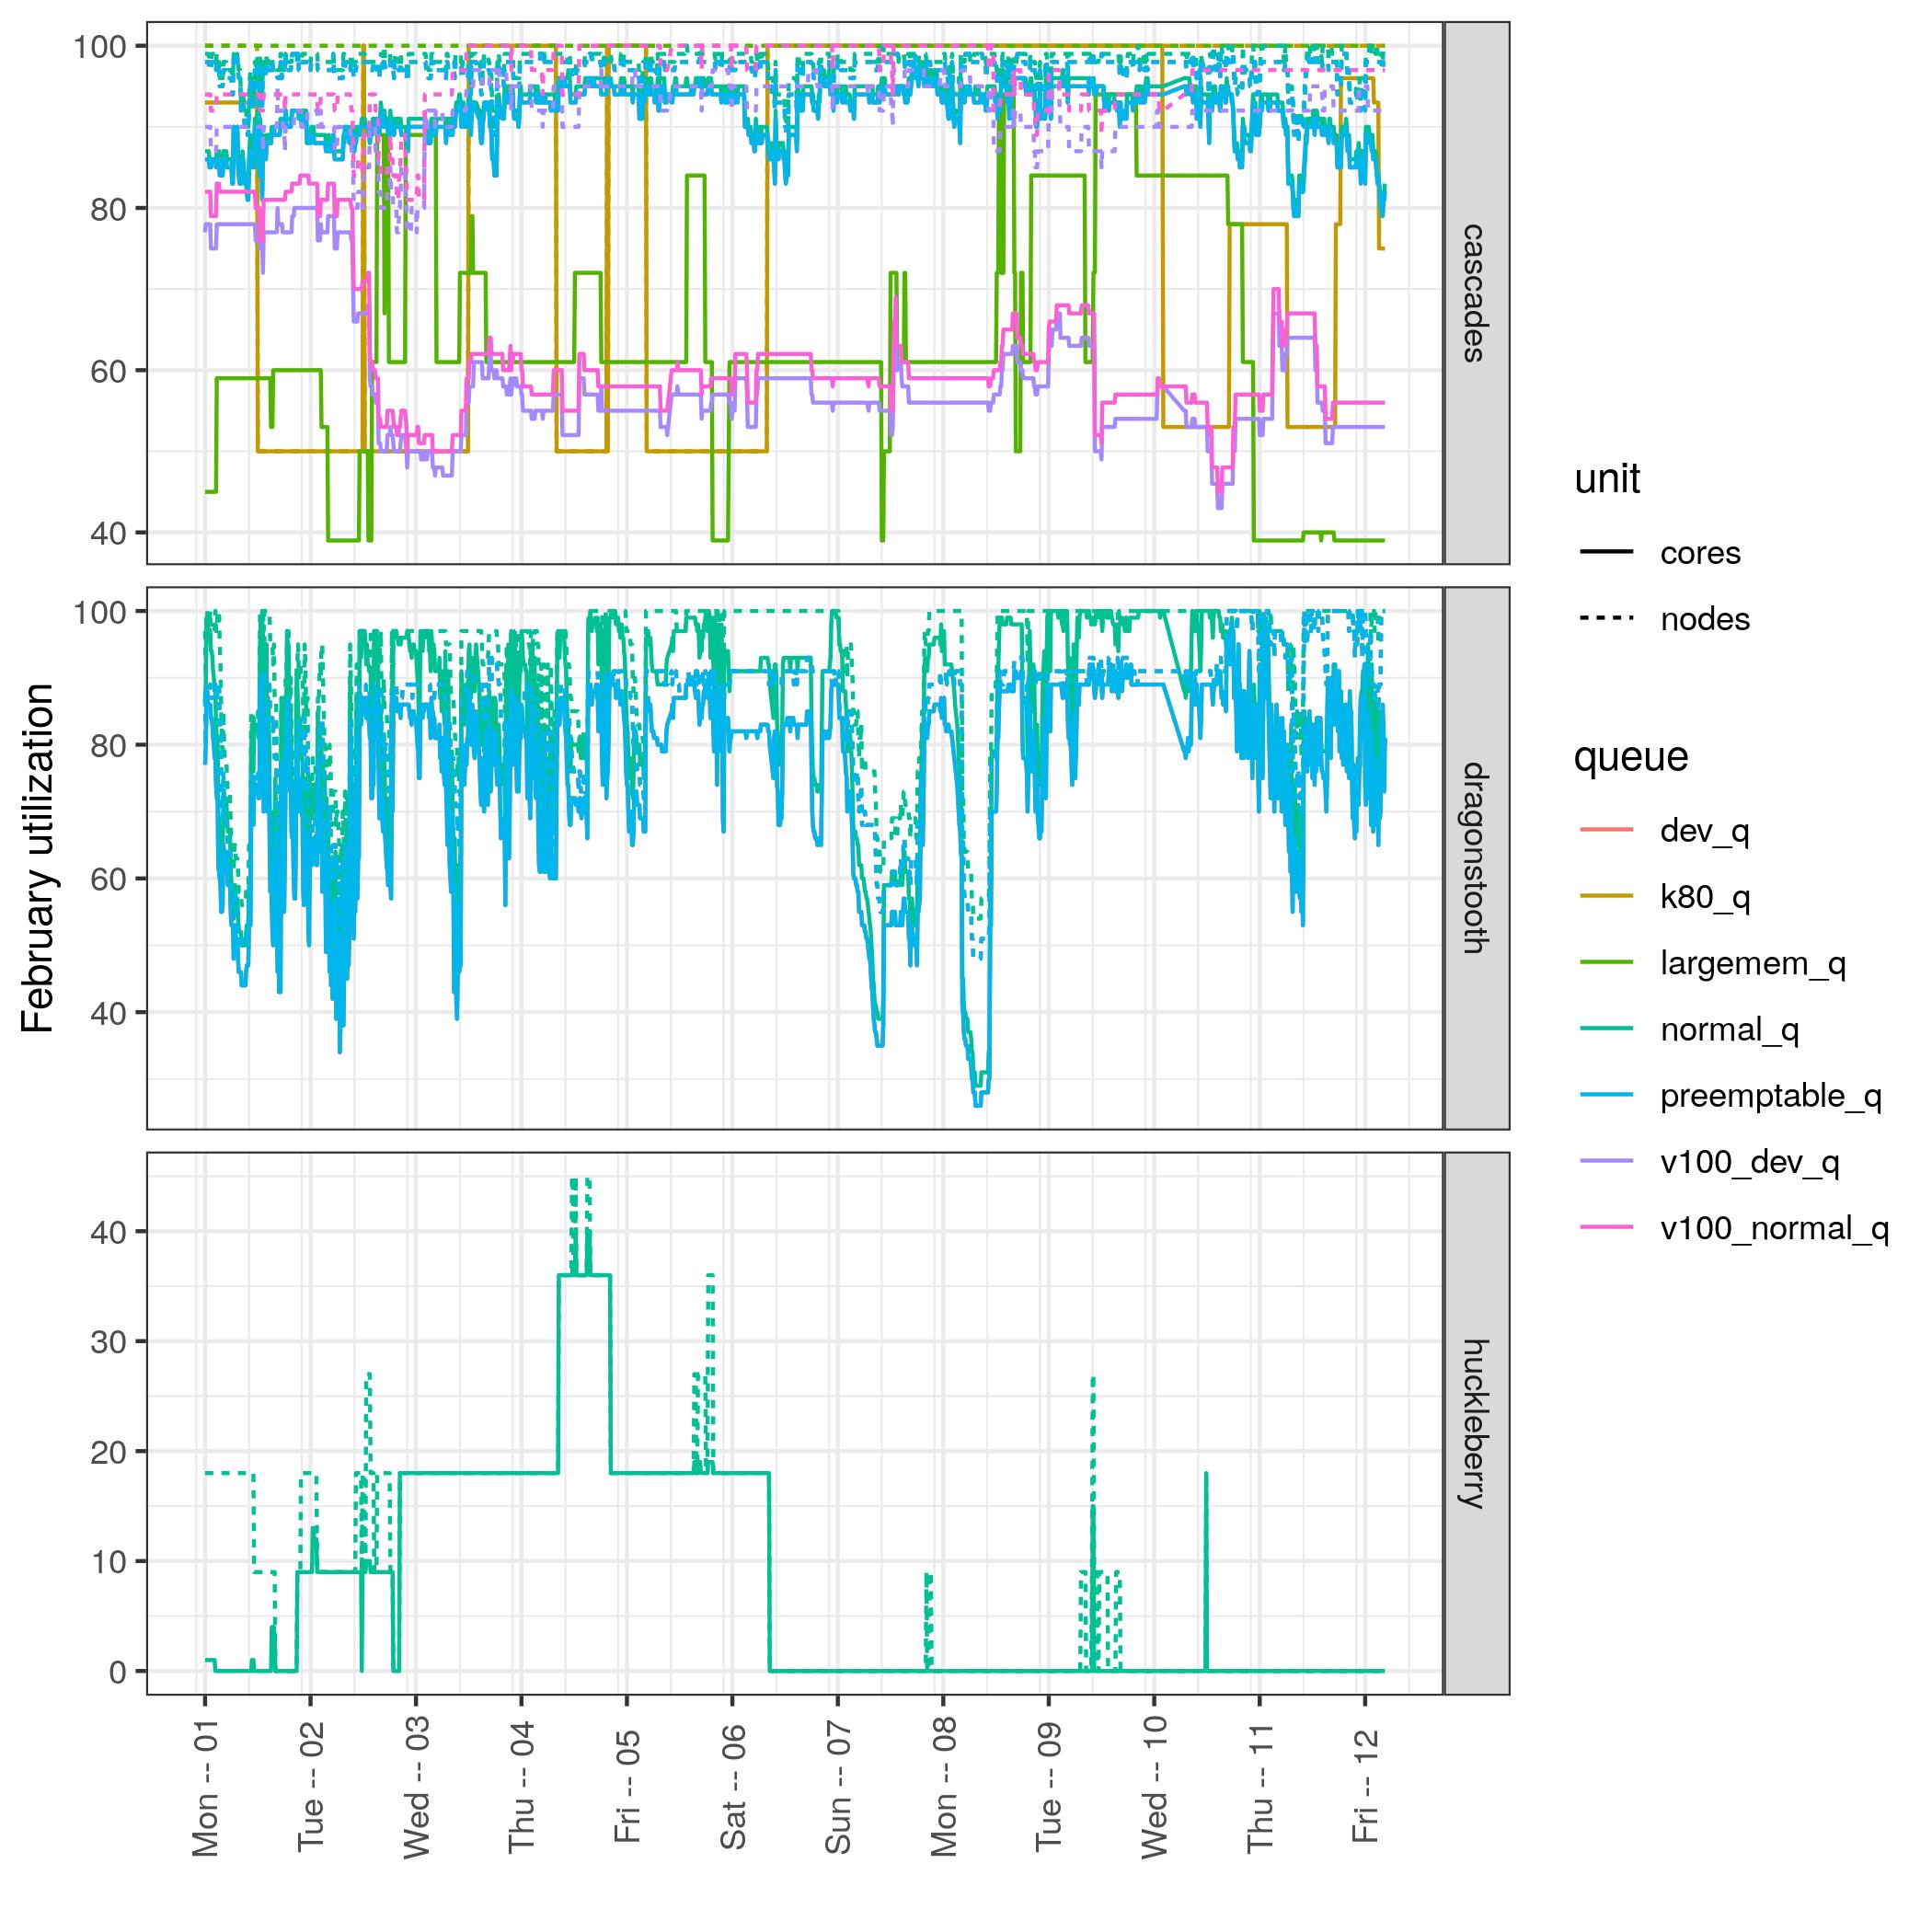 100
80
60
40
cascades
100
80
60
40
dragonstooth
40
30
20
10
0
huckleberry
February utilization
Mon -- 01
Tue -- 02
Wed -- 03
Thu -- 04
Fri -- 05
Sat -- 06
Sun -- 07
Mon -- 08
Tue -- 09
Wed -- 10
Thu -- 11
Fri -- 12
unit
cores
nodes
queue
dev_q
k80_q
largemem_q
normal_q
preemptable_q
v100_dev_q
v100_normal_q